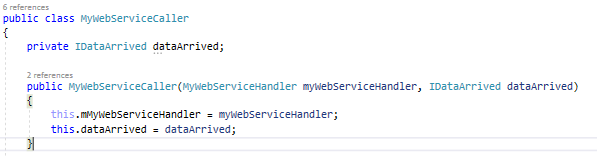 6 references
public class MyWebServiceCaller
{
private IDataArrived dataArrived;
2 references
public MyWebServiceCaller(MyWebServiceHandler myWebServiceHandler, IDataArrived dataArrived)
{
this.mMyWebServiceHandler = myWebServiceHandler;
this.dataArrived = dataArrived;
}